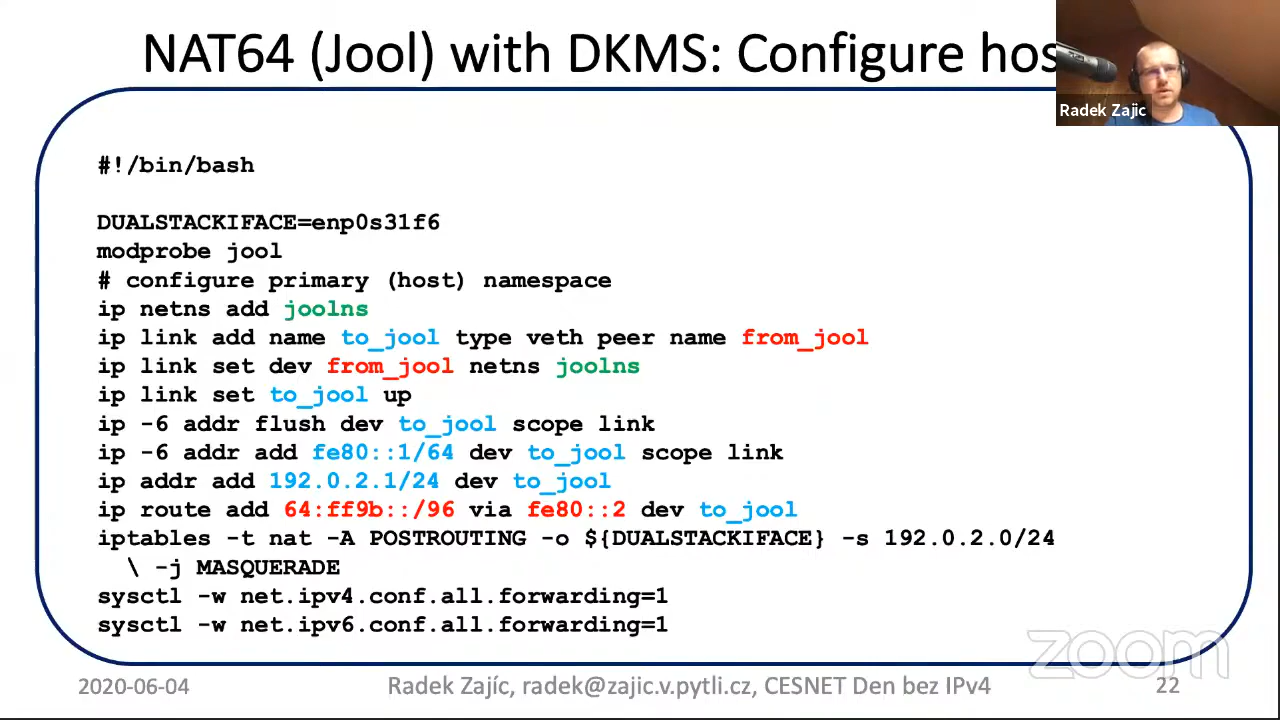 NAT64 (Jool) with DKMS: Configure hos
Radek Zajic
#!/bin/bash
DUALSTACKIFACE=enp0s31f6
modprobe jool
# configure primary (host) namespace
ip netns add joolns
ip link add name to_jool type veth peer name from_jool
ip link set dev from_jool netns joolns
ip link set to_jool up
ip -6 addr flush dev to_jool scope link
ip -6 addr add fe80::1/64 dev to_jool scope link
ip addr add 192.0.2.1/24 dev to_jool
ip route add 64:ff9b::/96 via fe80::2 dev to_jool
iptables -t nat -A POSTROUTING -o ${DUALSTACKIFACE} -s 192.0.2.0/24
\ -j MASQUERADE
sysctl -w net.ipv4.conf.all.forwarding=1
sysctl -w net.ipv6.conf.all.forwarding=1
zoom
2020-06-04 Radek Zajíc, radek@zajic.v.pytli.cz, CESNET Den bez IPv4 22